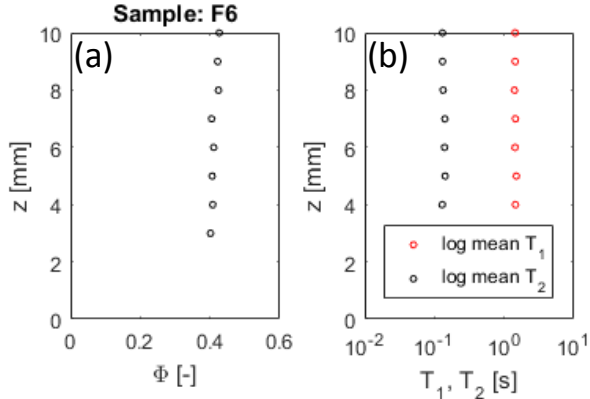 Sample: F6
(a)
z [mm]
10
8
6
4
2
0
0
0.2
0.4
0.6
Φ [-]
(b)
z [mm]
10
8
6
4
2
0
log mean T₁
log mean T₂
10⁻²
10⁻¹
10⁰
10¹
T₁, T₂ [s]